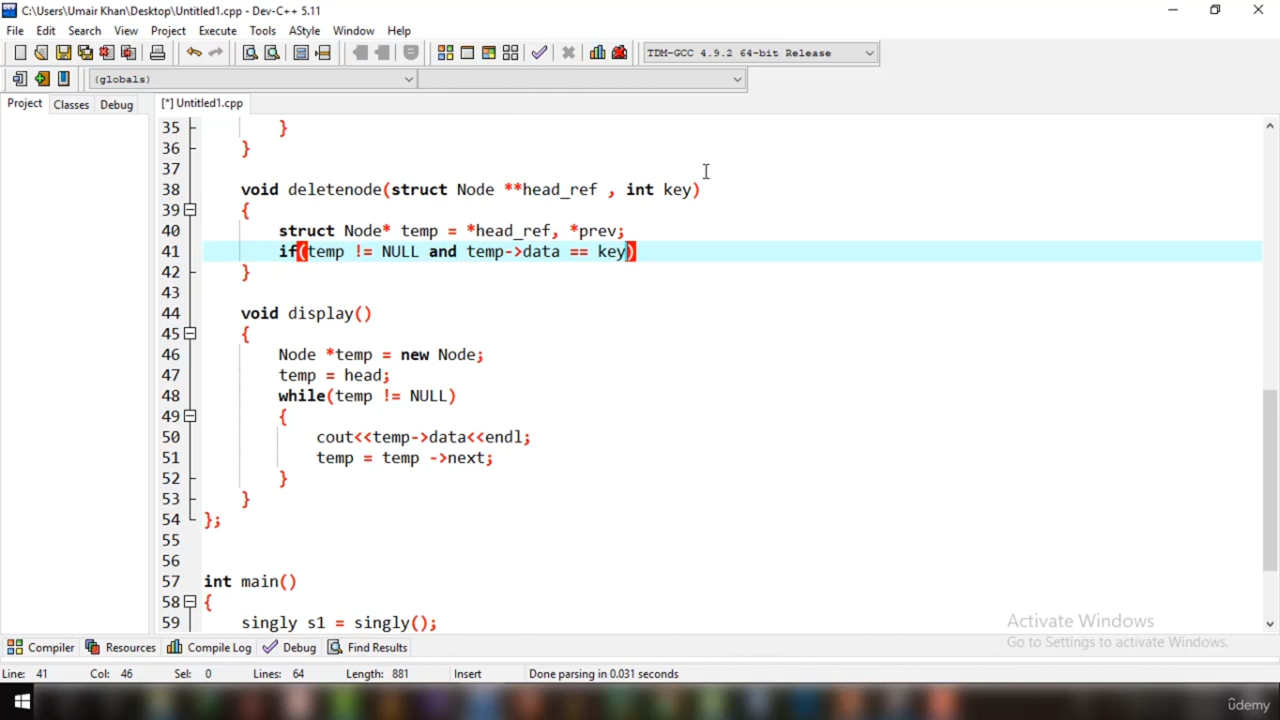 C:\Users\Umair Khan\Desktop\Untitled1.cpp - Dev-C++ 5.11
File Edit Search View Project Execute Tools AStyle Window Help
TDM-GCC 4.9.2 64-bit Release
(globals)
Project Classes Debug [*] Untitled1.cpp
35 }
36 }
37
38 void deletenode(struct Node **head_ref , int key)
39 {
40 struct Node* temp = *head_ref, *prev;
41 if(temp != NULL and temp->data == key)
42 }
43
44 void display()
45 {
46 Node *temp = new Node;
47 temp = head;
48 while(temp != NULL)
49 {
50 cout<<temp->data<<endl;
51 temp = temp ->next;
52 }
53 }
54 };
55
56
57 int main()
58 {
59 singly s1 = singly();
Activate Windows
Go to Settings to activate Windows.
Compiler Resources Compile Log Debug Find Results
Line: 41 Col: 46 Sel: 0 Lines: 64 Length: 881 Insert Done parsing in 0.031 seconds
ûdemy